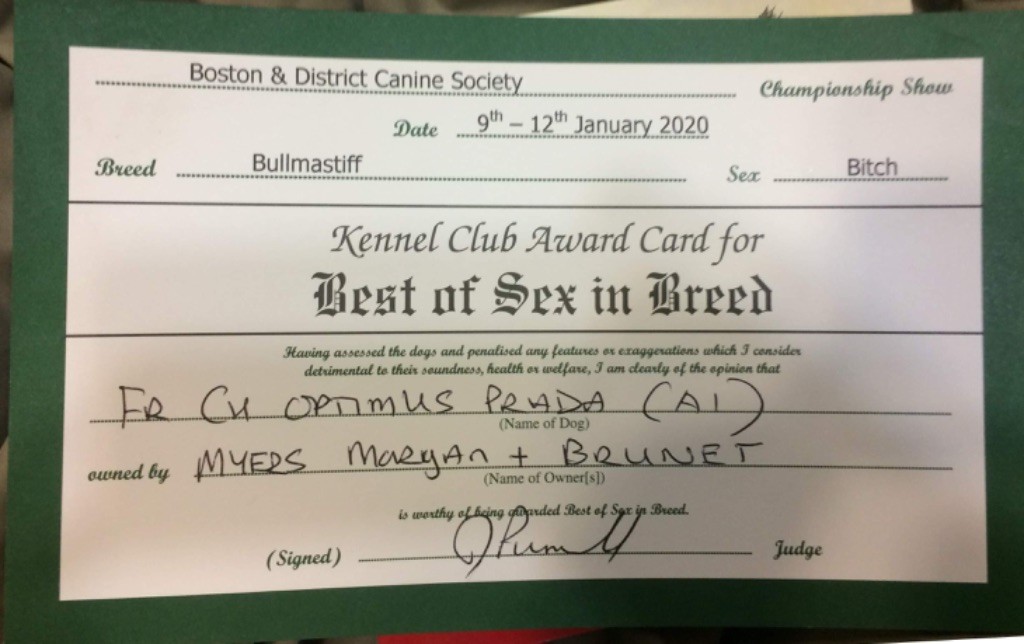 Boston & District Canine Society Championship Show
Date 9th – 12th January 2020
Breed Bullmastiff Sex Bitch
Kennel Club Award Card for
Best of Sex in Breed
Having assessed the dogs and penalised any features or exaggerations which I consider
detrimental to their soundness, health or welfare, I am clearly of the opinion that
FR CH OPTIMUS PRADA (AI)
(Name of Dog)
owned by MYERS MARYAN + BRUNET
(Name of Owner[s])
is worthy of being awarded Best of Sex in Breed.
(Signed) Judge